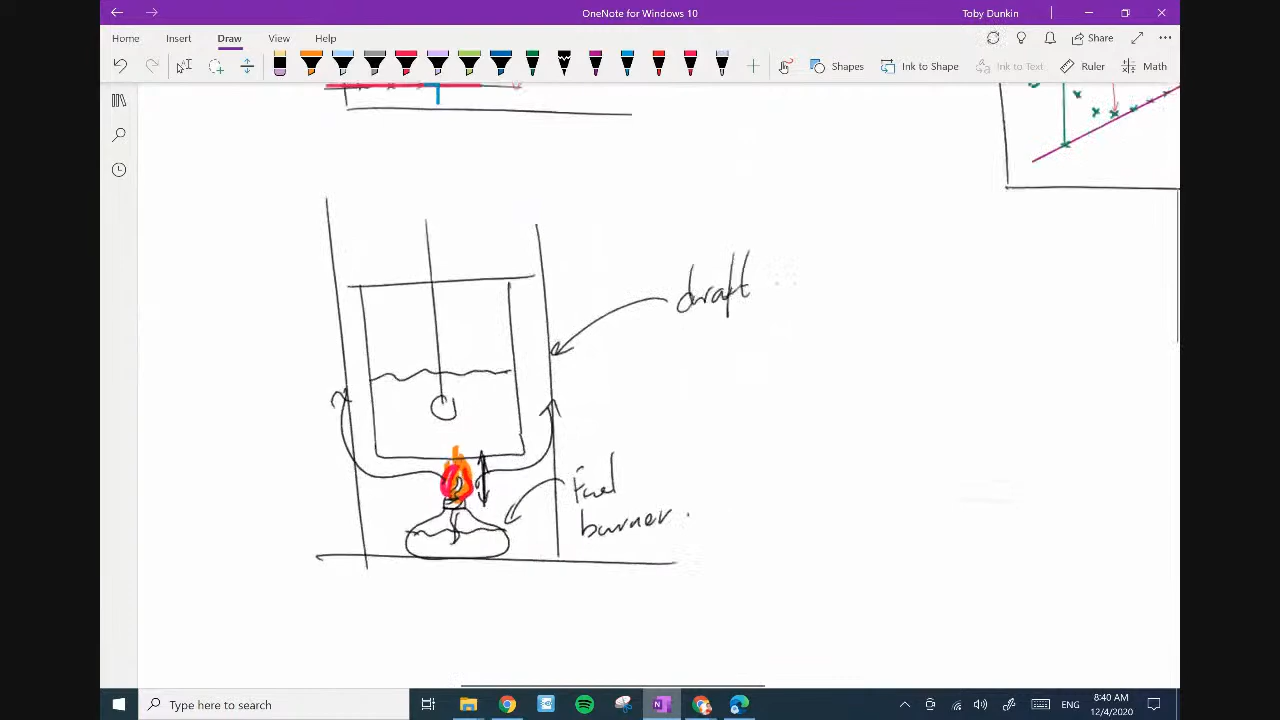 OneNote for Windows 10
Toby Dunkin
Home Insert Draw View Help
Share
Shapes
Ink to Shape
Ink to Text
Ruler
Math
draft
Fuel
burner.
Type here to search
ENG
8:40 AM
12/4/2020